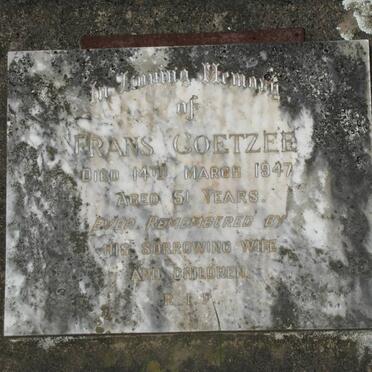 In Loving Memory
of
FRANS COETZEE
DIED 14TH MARCH 1947
AGED 51 YEARS.
EVER REMEMBERED BY
HIS SORROWING WIFE
AND CHILDREN.
R.I.P.